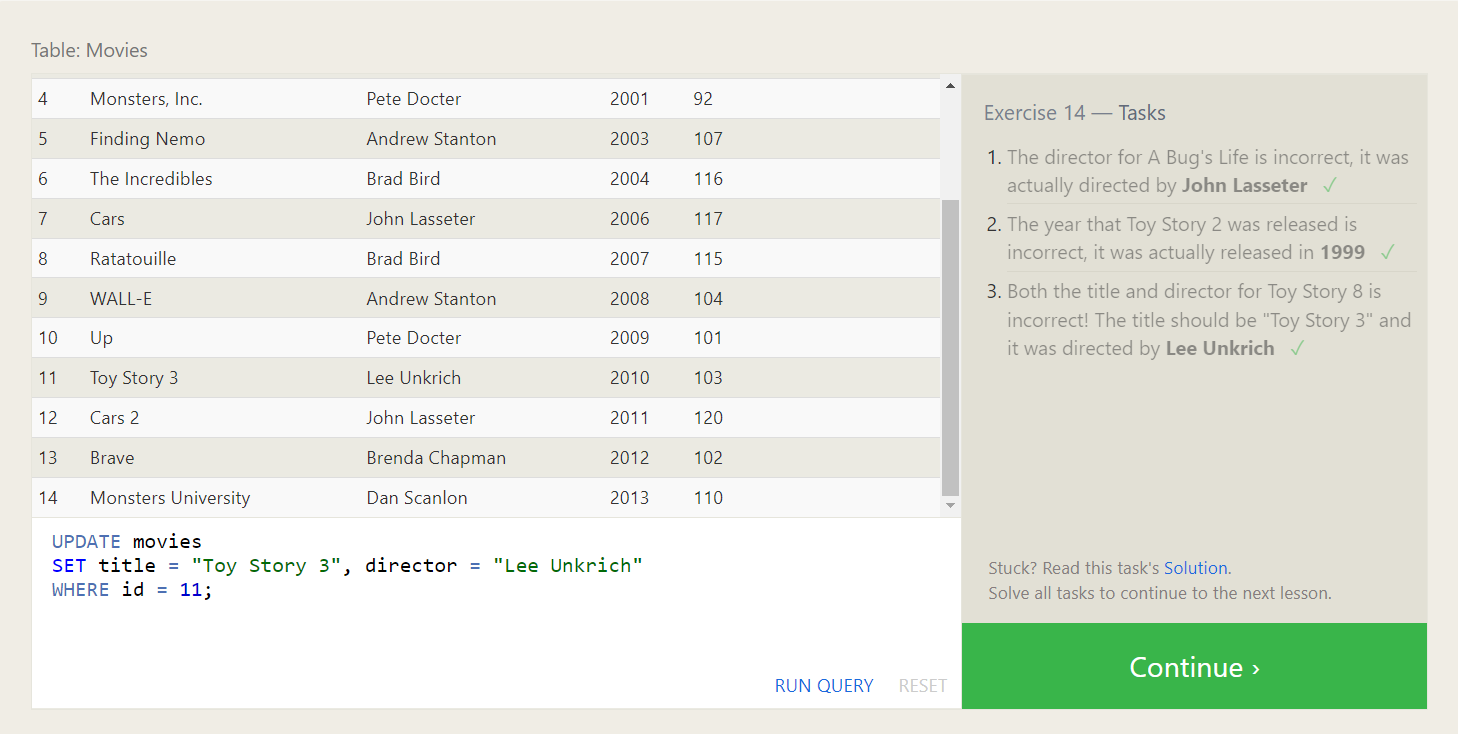 Table: Movies
4 Monsters, Inc. Pete Docter 2001 92
5 Finding Nemo Andrew Stanton 2003 107
6 The Incredibles Brad Bird 2004 116
7 Cars John Lasseter 2006 117
8 Ratatouille Brad Bird 2007 115
9 WALL-E Andrew Stanton 2008 104
10 Up Pete Docter 2009 101
11 Toy Story 3 Lee Unkrich 2010 103
12 Cars 2 John Lasseter 2011 120
13 Brave Brenda Chapman 2012 102
14 Monsters University Dan Scanlon 2013 110
UPDATE movies
SET title = "Toy Story 3", director = "Lee Unkrich"
WHERE id = 11;
RUN QUERY RESET
Exercise 14 — Tasks
1. The director for A Bug's Life is incorrect, it was
actually directed by John Lasseter ✓
2. The year that Toy Story 2 was released is
incorrect, it was actually released in 1999 ✓
3. Both the title and director for Toy Story 8 is
incorrect! The title should be "Toy Story 3" and
it was directed by Lee Unkrich ✓
Stuck? Read this task's Solution.
Solve all tasks to continue to the next lesson.
Continue ›